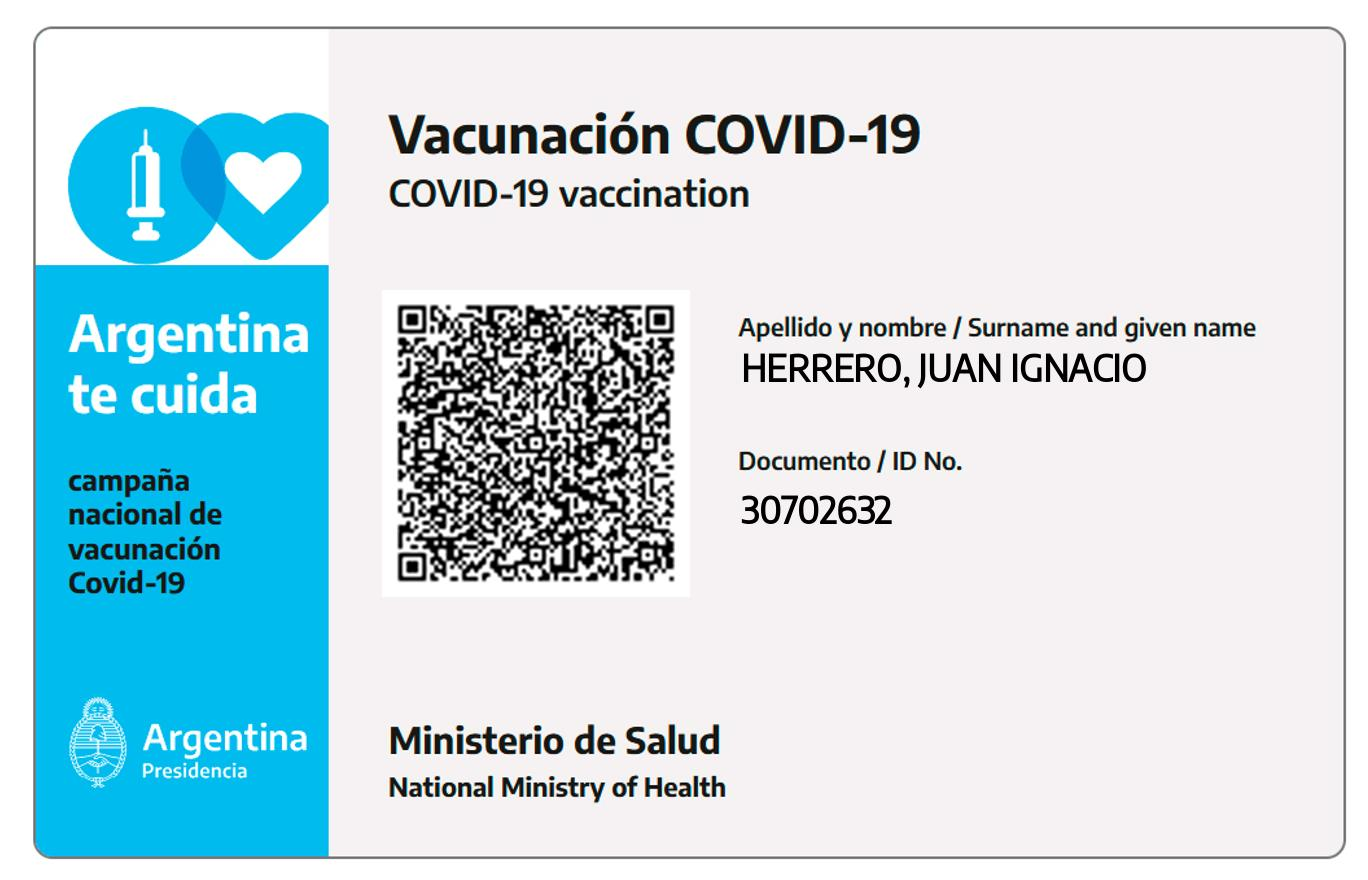 Vacunación COVID-19
COVID-19 vaccination
Argentina
te cuida
campaña
nacional de
vacunación
Covid-19
Apellido y nombre / Surname and given name
HERRERO, JUAN IGNACIO
Documento / ID No.
30702632
Argentina
Presidencia
Ministerio de Salud
National Ministry of Health